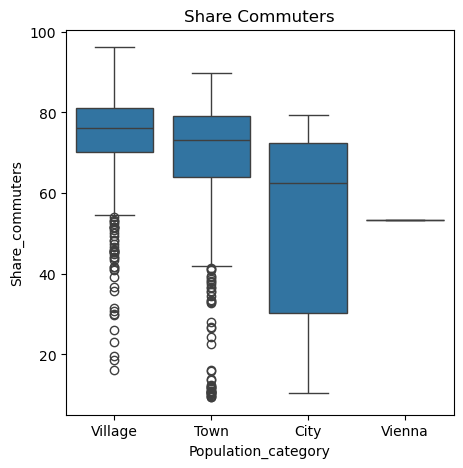 Share Commuters
100
80
60
40
20
Share_commuters
Village
Town
City
Vienna
Population_category